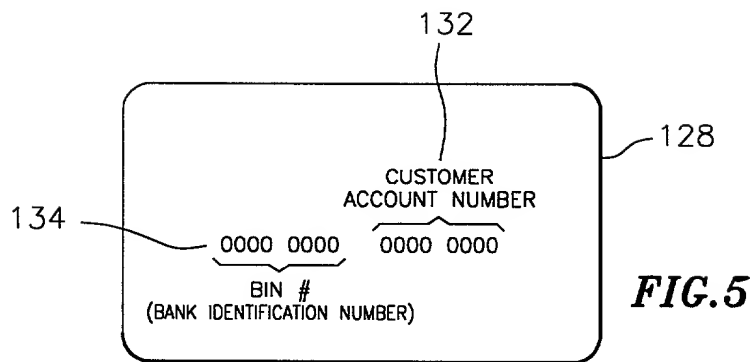 132
128
CUSTOMER
ACCOUNT NUMBER
134
0000 0000 0000 0000
BIN #
(BANK IDENTIFICATION NUMBER)
FIG.5